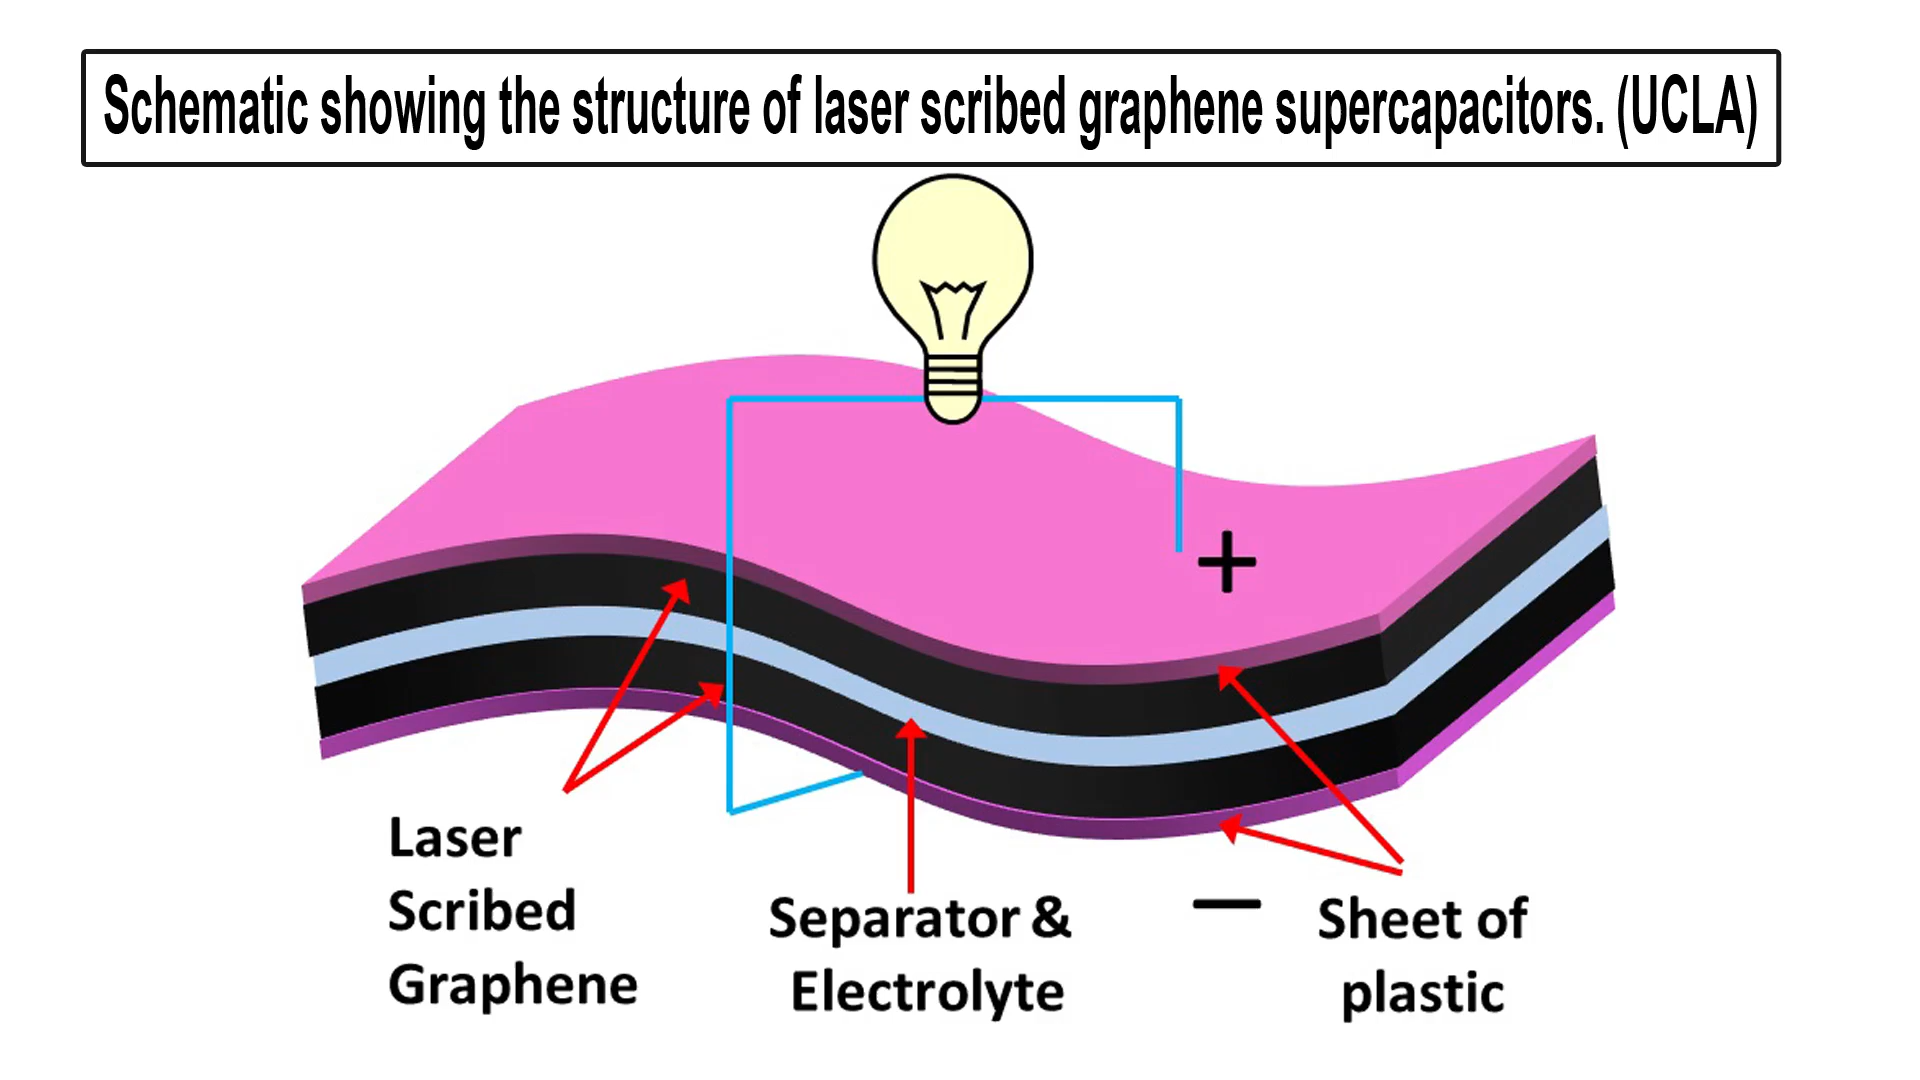 Schematic showing the structure of laser scribed graphene supercapacitors. (UCLA)
+
Laser
Scribed
Graphene
Separator &
Electrolyte
—
Sheet of
plastic